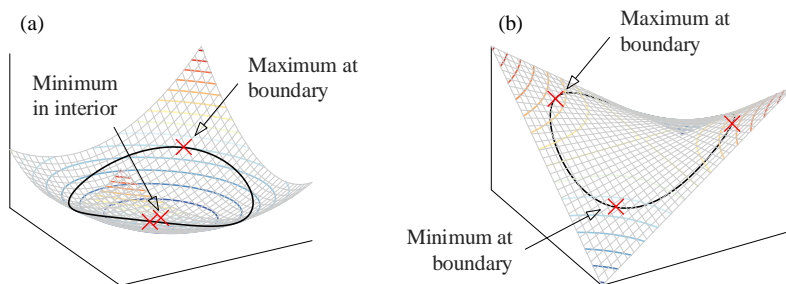 (a)
Maximum at
boundary
Minimum
in interior
(b)
Maximum at
boundary
Minimum at
boundary